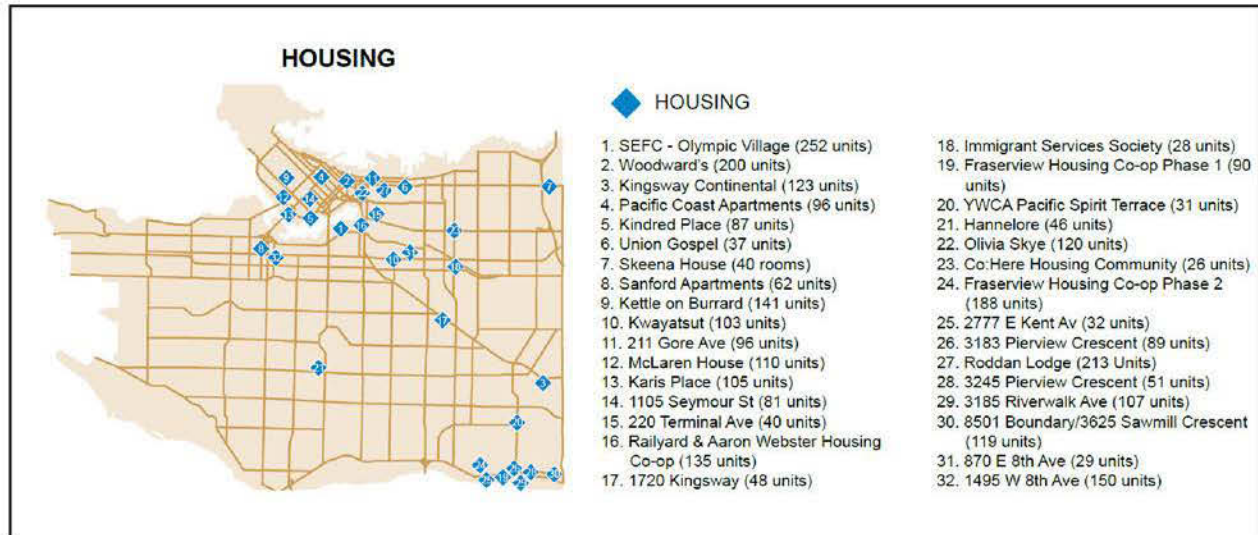 HOUSING
HOUSING
1. SEFC - Olympic Village (252 units)
2. Woodward's (200 units)
3. Kingsway Continental (123 units)
4. Pacific Coast Apartments (96 units)
5. Kindred Place (87 units)
6. Union Gospel (37 units)
7. Skeena House (40 rooms)
8. Sanford Apartments (62 units)
9. Kettle on Burrard (141 units)
10. Kwayatsut (103 units)
11. 211 Gore Ave (96 units)
12. McLaren House (110 units)
13. Karis Place (105 units)
14. 1105 Seymour St (81 units)
15. 220 Terminal Ave (40 units)
16. Railyard & Aaron Webster Housing
Co-op (135 units)
17. 1720 Kingsway (48 units)
18. Immigrant Services Society (28 units)
19. Fraserview Housing Co-op Phase 1 (90
units)
20. YWCA Pacific Spirit Terrace (31 units)
21. Hannelore (46 units)
22. Olivia Skye (120 units)
23. Co:Here Housing Community (26 units)
24. Fraserview Housing Co-op Phase 2
(188 units)
25. 2777 E Kent Av (32 units)
26. 3183 Pierview Crescent (89 units)
27. Roddan Lodge (213 Units)
28. 3245 Pierview Crescent (51 units)
29. 3185 Riverwalk Ave (107 units)
30. 8501 Boundary/3625 Sawmill Crescent
(119 units)
31. 870 E 8th Ave (29 units)
32. 1495 W 8th Ave (150 units)